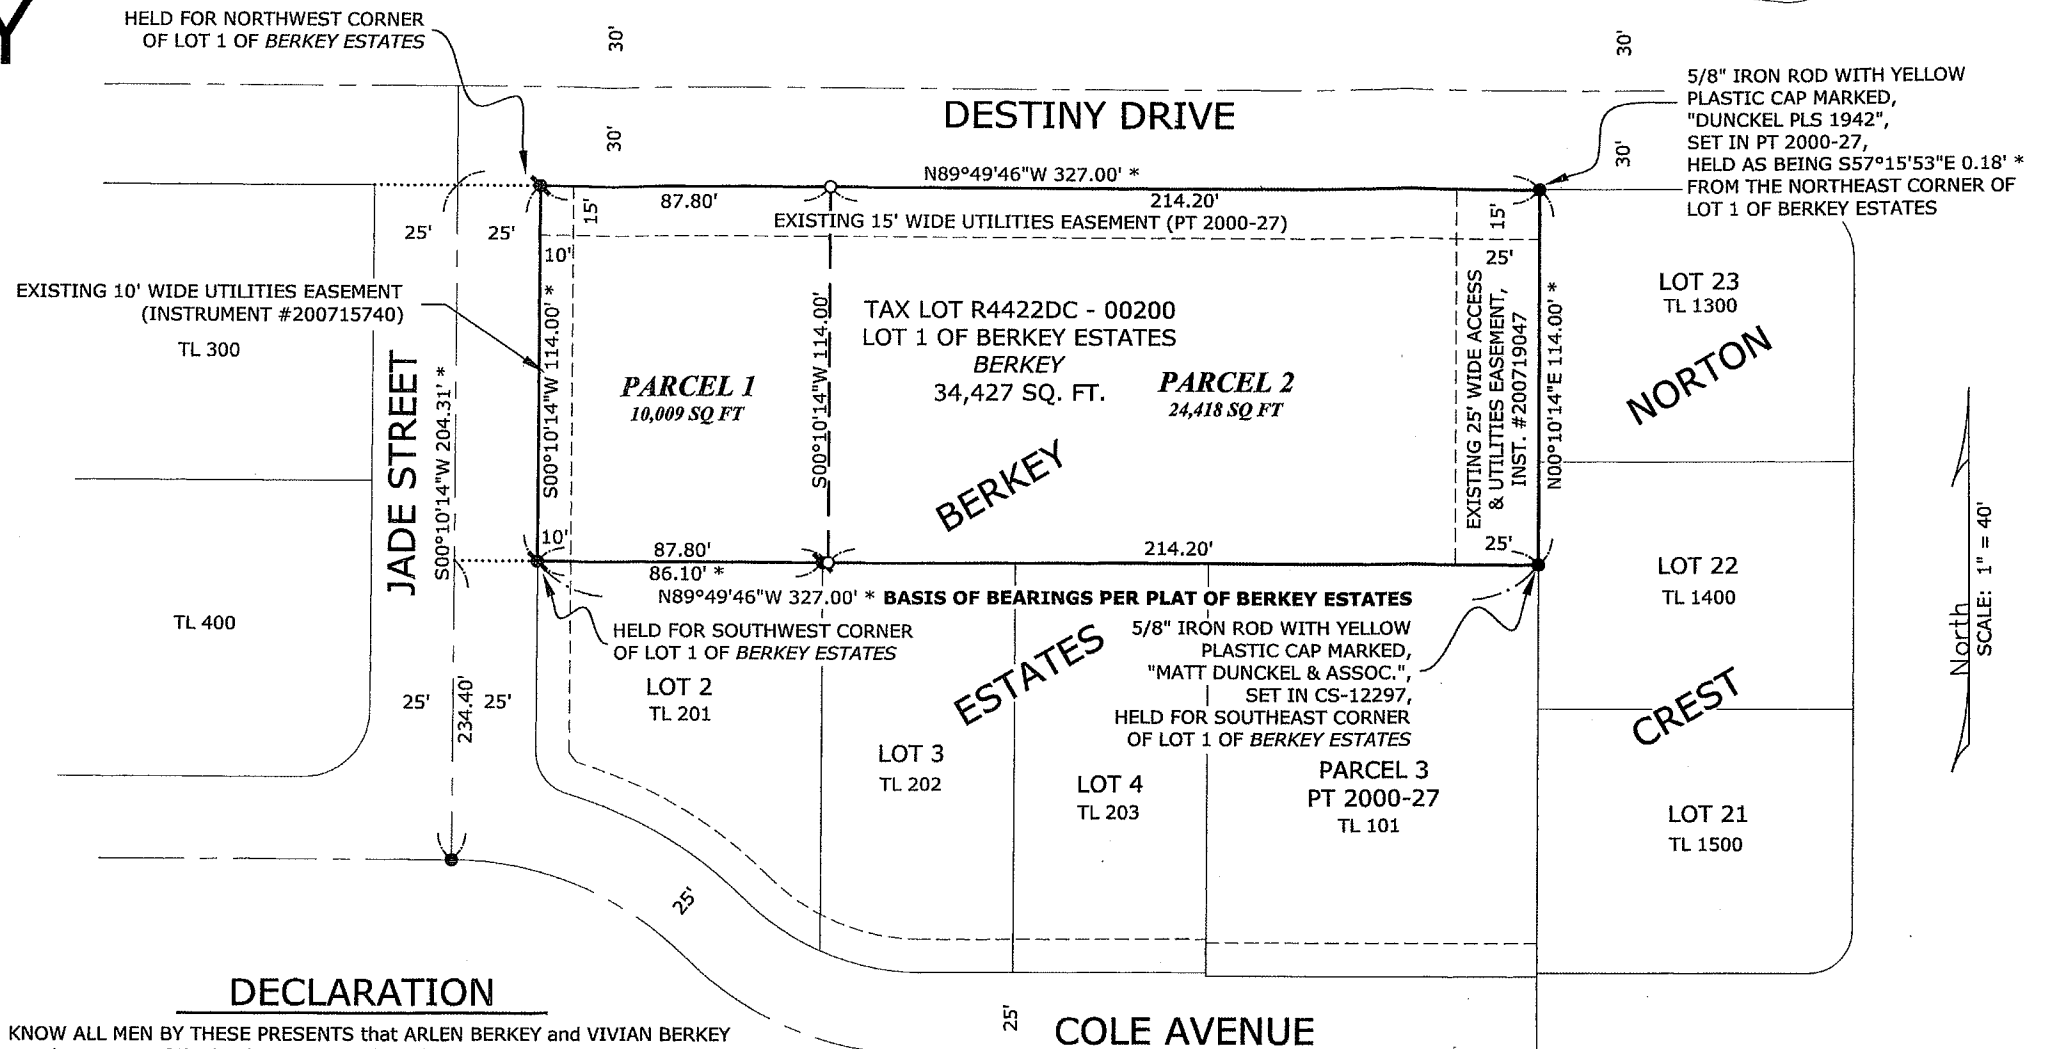 Y
HELD FOR NORTHWEST CORNER
OF LOT 1 OF BERKEY ESTATES
30'
30'
5/8" IRON ROD WITH YELLOW
PLASTIC CAP MARKED,
"DUNCKEL PLS 1942",
SET IN PT 2000-27,
HELD AS BEING S57°15'53"E 0.18' *
FROM THE NORTHEAST CORNER OF
LOT 1 OF BERKEY ESTATES
DESTINY DRIVE
30'
30'
N89°49'46"W 327.00' *
87.80'
214.20'
15'
EXISTING 15' WIDE UTILITIES EASEMENT (PT 2000-27)
15'
25'
25'
10'
25'
EXISTING 10' WIDE UTILITIES EASEMENT
(INSTRUMENT #200715740)
TL 300
JADE STREET
S00°10'14"W 204.31' *
S00°10'14"W 114.00' *
PARCEL 1
10,009 SQ FT
S00°10'14"W 114.00'
TAX LOT R4422DC - 00200
LOT 1 OF BERKEY ESTATES
BERKEY
34,427 SQ. FT.
PARCEL 2
24,418 SQ FT
EXISTING 25' WIDE ACCESS
& UTILITIES EASEMENT,
INST. #200719047
N00°10'14"E 114.00' *
LOT 23
TL 1300
NORTON
BERKEY
10'
87.80'
86.10' *
214.20'
25'
N89°49'46"W 327.00' * BASIS OF BEARINGS PER PLAT OF BERKEY ESTATES
HELD FOR SOUTHWEST CORNER
OF LOT 1 OF BERKEY ESTATES
ESTATES
5/8" IRON ROD WITH YELLOW
PLASTIC CAP MARKED,
"MATT DUNCKEL & ASSOC.",
SET IN CS-12297,
HELD FOR SOUTHEAST CORNER
OF LOT 1 OF BERKEY ESTATES
LOT 22
TL 1400
North
SCALE: 1" = 40'
TL 400
25'
234.40'
25'
LOT 2
TL 201
LOT 3
TL 202
LOT 4
TL 203
PARCEL 3
PT 2000-27
TL 101
CREST
LOT 21
TL 1500
25'
25'
COLE AVENUE
DECLARATION
KNOW ALL MEN BY THESE PRESENTS that ARLEN BERKEY and VIVIAN BERKEY